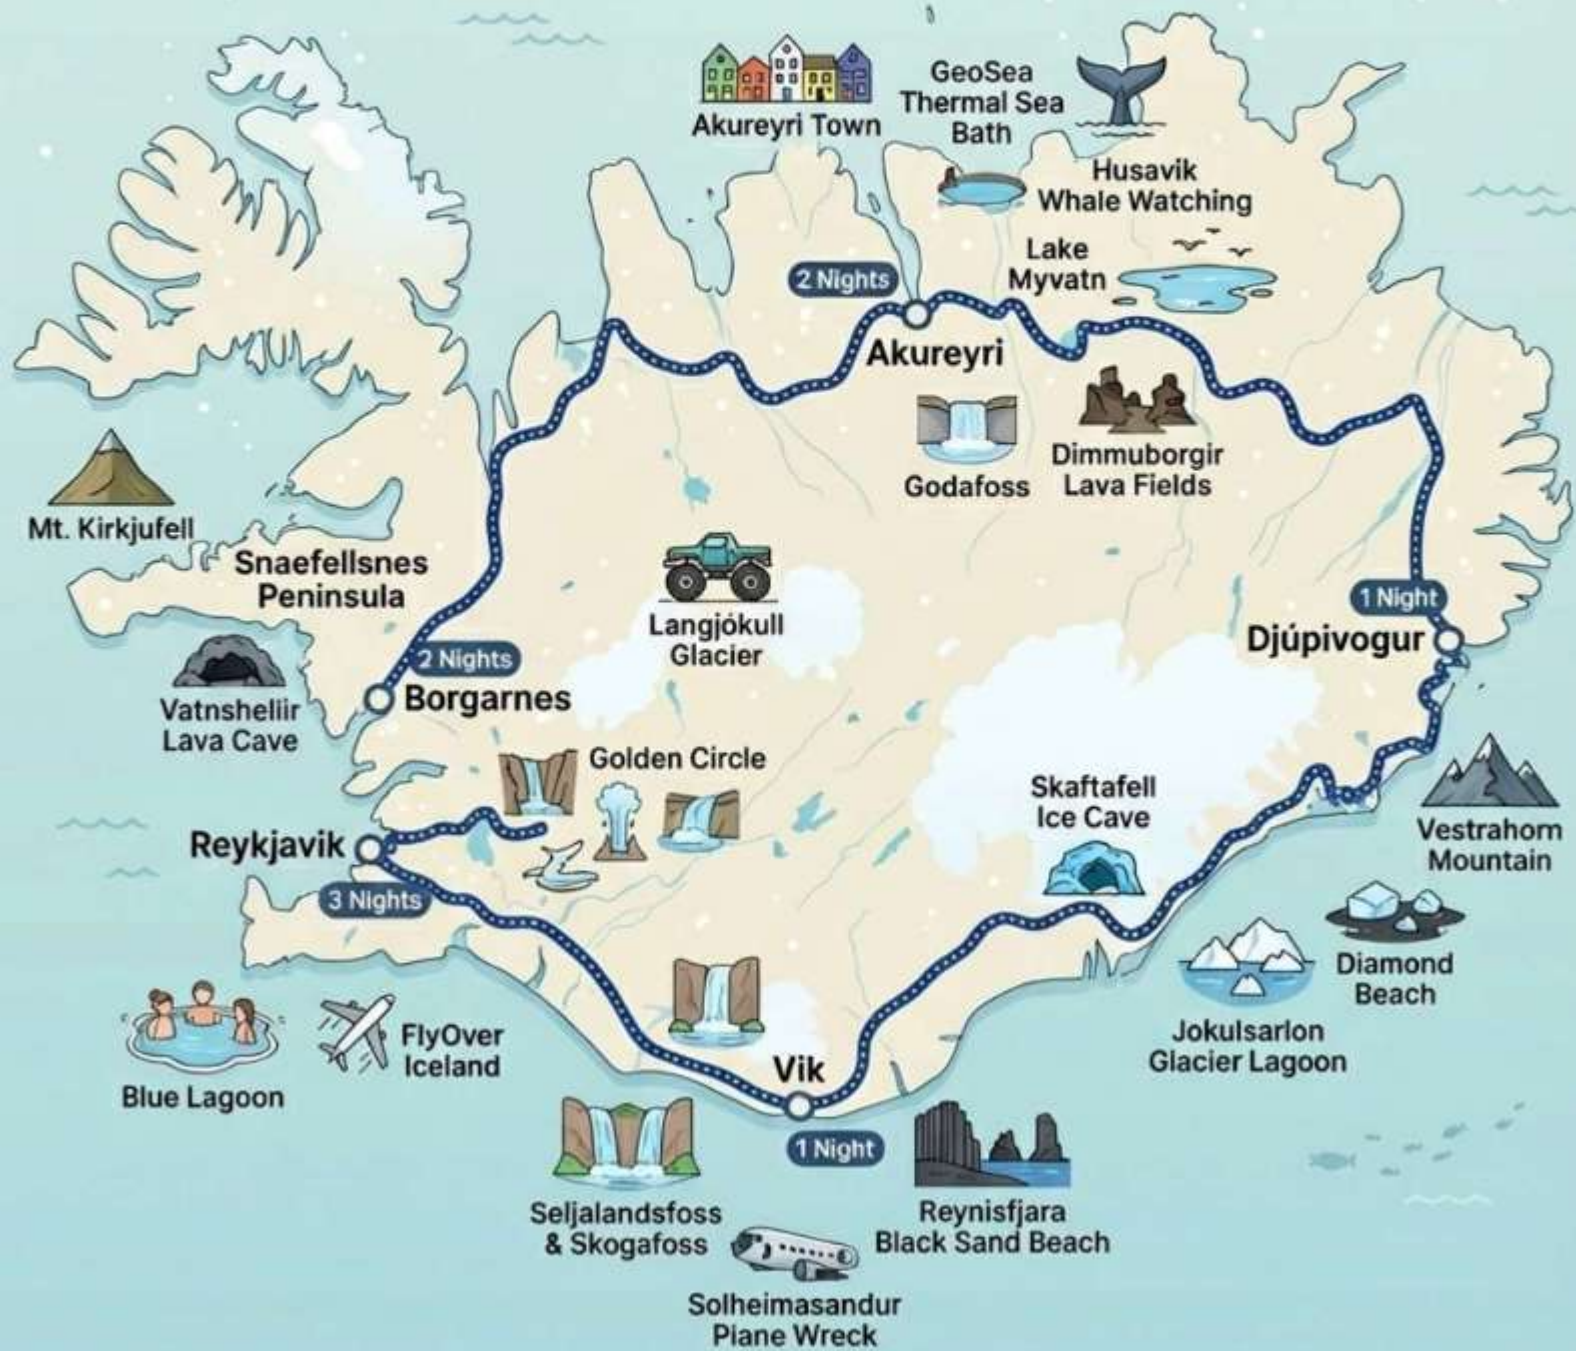 Akureyri Town
GeoSea
Thermal Sea
Bath
Husavik
Whale Watching
Lake
Myvatn
2 Nights
Akureyri
Godafoss
Dimmuborgir
Lava Fields
Mt. Kirkjufell
Snaefellsnes
Peninsula
Langjökull
Glacier
1 Night
Djúpivogur
2 Nights
Borgarnes
Vatnsheliir
Lava Cave
Golden Circle
Skaftafell
Ice Cave
Vestrahorn
Mountain
Reykjavik
3 Nights
Diamond
Beach
Jokulsarlon
Glacier Lagoon
FlyOver
Iceland
Blue Lagoon
Vik
1 Night
Seljalandsfoss
& Skogafoss
Reynisfjara
Black Sand Beach
Solheimasandur
Plane Wreck